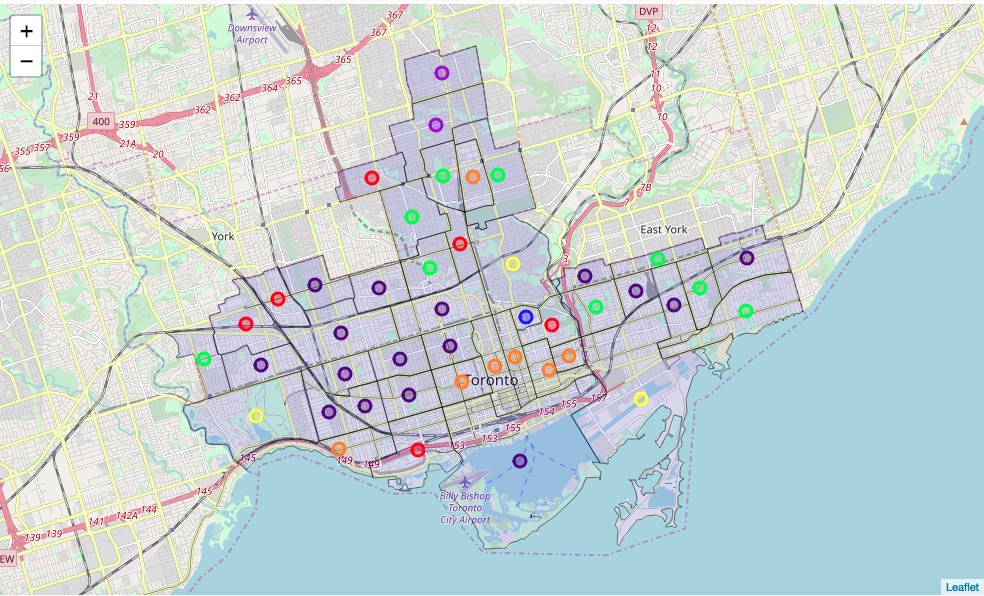 +
−
Downsview
Airport
367
367
365
365
364
362
362
21
400
359
359
355
357
21A
20
56
DVP
12
12
11
10
10
7B
3
York
East York
Toronto
157
155
154
155
153
153
149
149
145
145
144
142A
141
139
139
EW
Billy Bishop
Toronto
City Airport
Leaflet